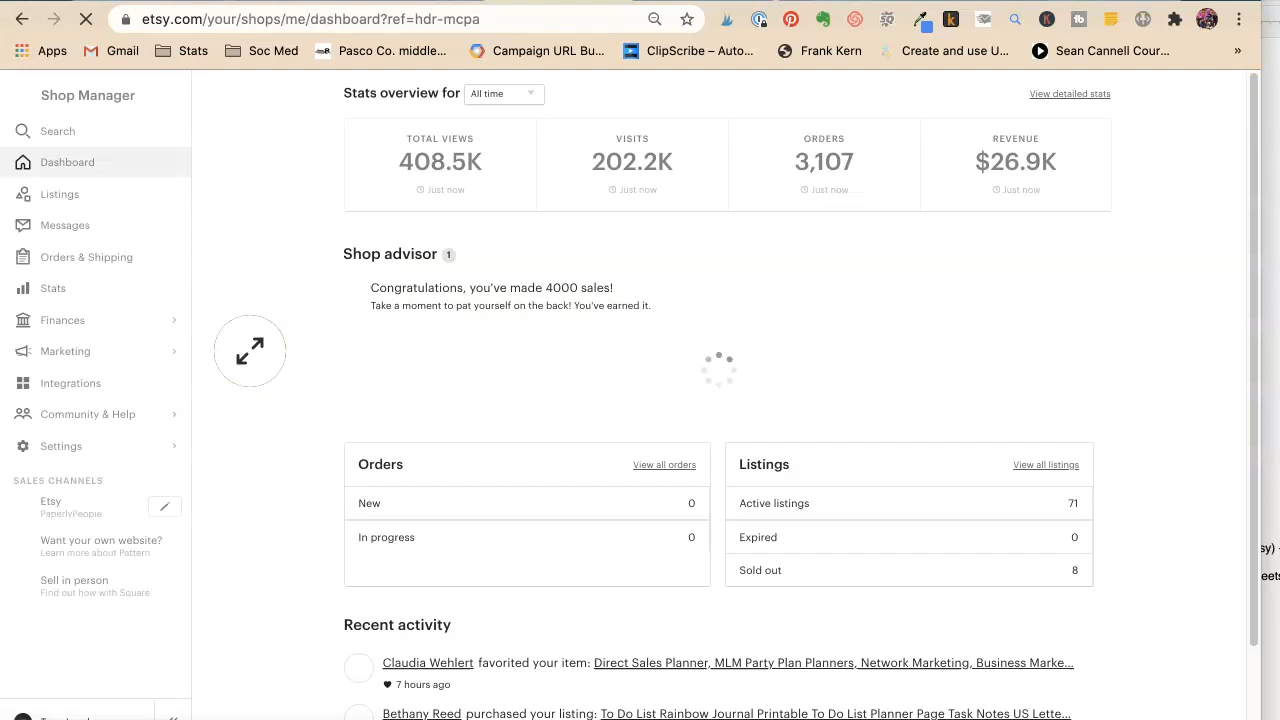 etsy.com/your/shops/me/dashboard?ref=hdr-mcpa
Apps
Gmail
Stats
Soc Med
Pasco Co. middle...
Campaign URL Bu...
ClipScribe – Auto...
Frank Kern
Create and use U...
Sean Cannell Cour...
»
Shop Manager
Search
Dashboard
Listings
Messages
Orders & Shipping
Stats
Finances
Marketing
Integrations
Community & Help
Settings
SALES CHANNELS
Etsy
PaperlyPeople
Want your own website?
Learn more about Pattern
Sell in person
Find out how with Square
Stats overview for All time
View detailed stats
TOTAL VIEWS
408.5K
Just now
VISITS
202.2K
Just now
ORDERS
3,107
Just now
REVENUE
$26.9K
Just now
Shop advisor 1
Congratulations, you've made 4000 sales!
Take a moment to pat yourself on the back! You've earned it.
Orders
View all orders
New 0
In progress 0
Listings
View all listings
Active listings 71
Expired 0
Sold out 8
Recent activity
Claudia Wehlert favorited your item: Direct Sales Planner, MLM Party Plan Planners, Network Marketing, Business Marke...
7 hours ago
Bethany Reed purchased your listing: To Do List Rainbow Journal Printable To Do List Planner Page Task Notes US Lette...
sy)
eets